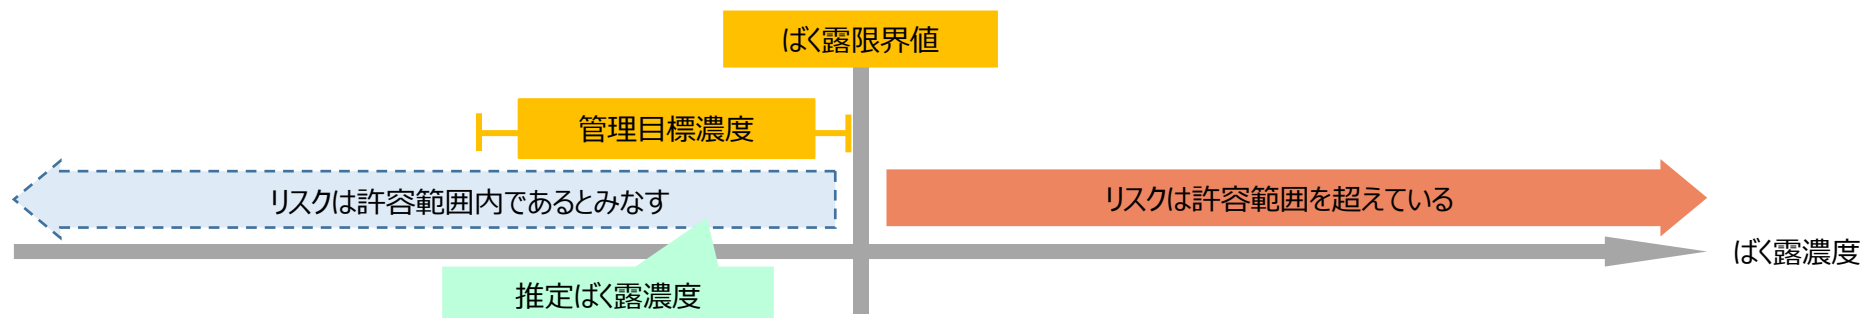 ばく露限界値
管理目標濃度
リスクは許容範囲内であるとみなす
リスクは許容範囲を超えている
ばく露濃度
推定ばく露濃度